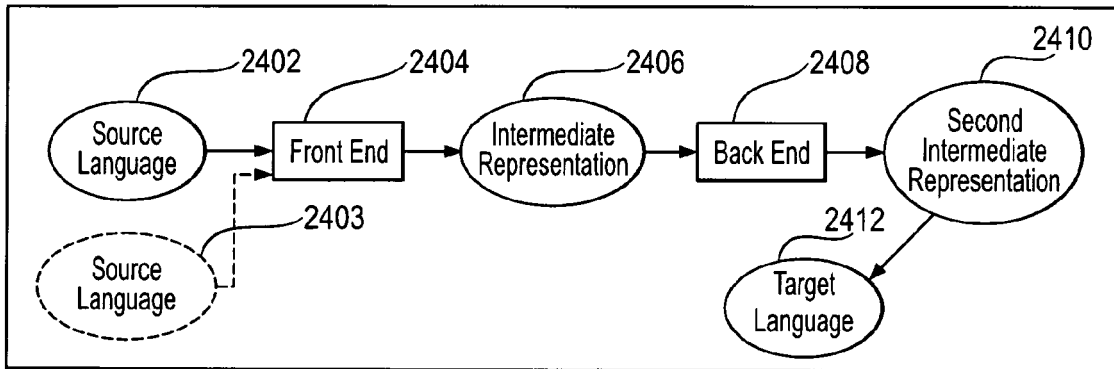 2402
2404
2406
2408
2410
Source
Language
Front End
Intermediate
Representation
Back End
Second
Intermediate
Representation
2403
2412
Source
Language
Target
Language